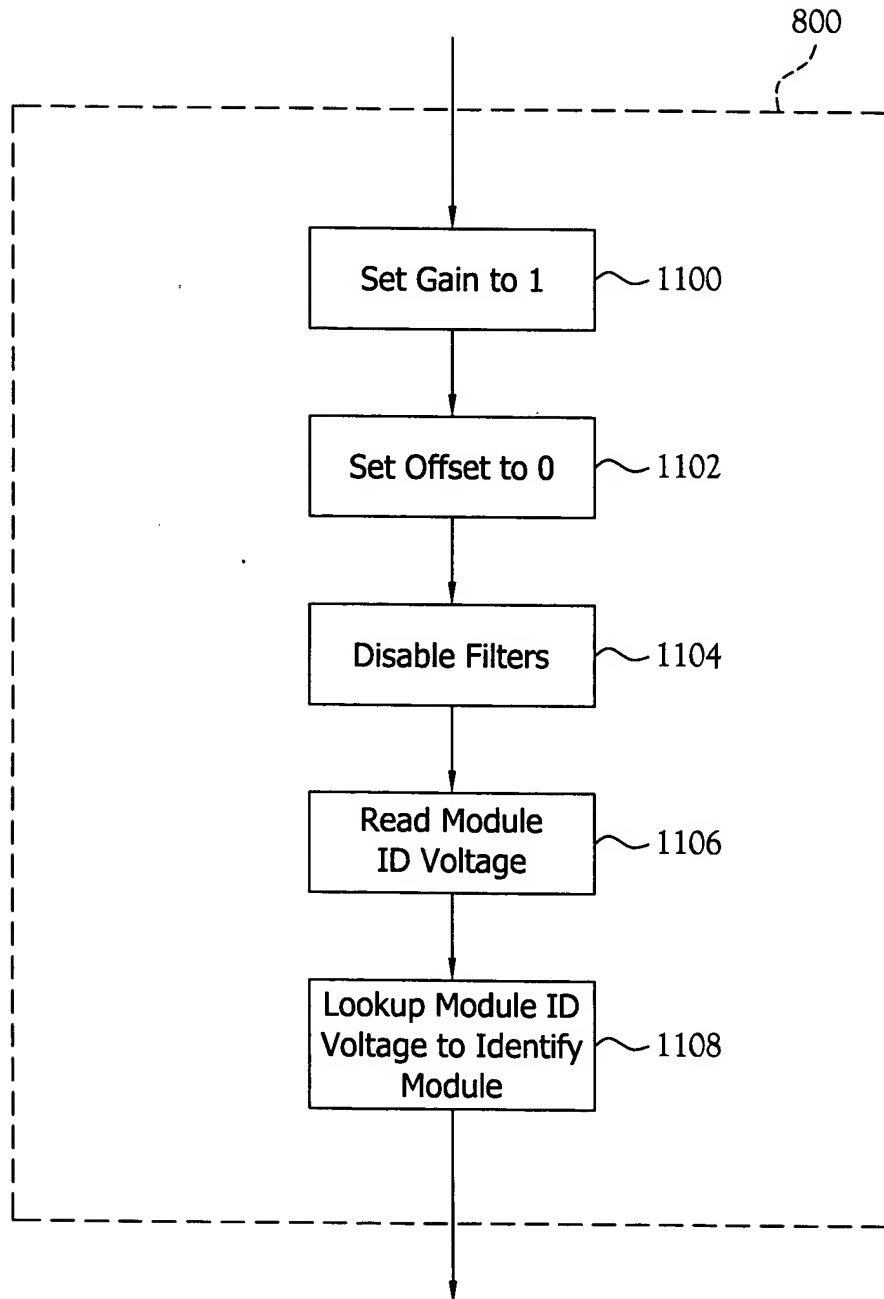 800
Set Gain to 1
1100
Set Offset to 0
1102
Disable Filters
1104
Read Module
ID Voltage
1106
Lookup Module ID
Voltage to Identify
Module
1108